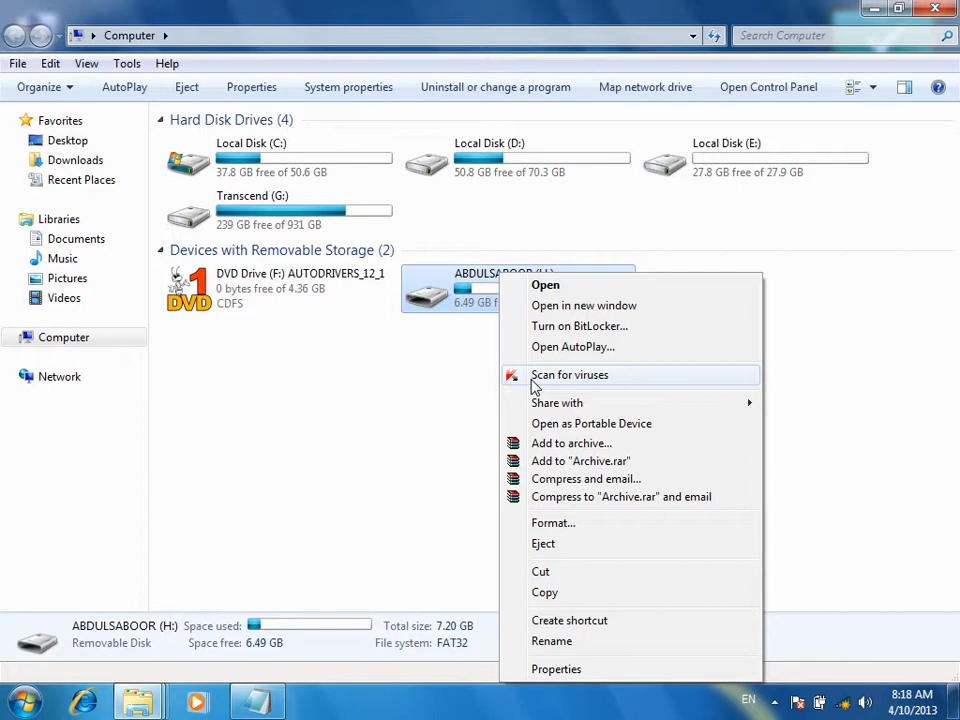 Computer
Search Computer
File Edit View Tools Help
Organize AutoPlay Eject Properties System properties Uninstall or change a program Map network drive Open Control Panel
Favorites
Desktop
Downloads
Recent Places
Libraries
Documents
Music
Pictures
Videos
Computer
Network
Hard Disk Drives (4)
Local Disk (C:)
37.8 GB free of 50.6 GB
Local Disk (D:)
50.8 GB free of 70.3 GB
Local Disk (E:)
27.8 GB free of 27.9 GB
Transcend (G:)
239 GB free of 931 GB
Devices with Removable Storage (2)
DVD Drive (F:) AUTODRIVERS_12_1
0 bytes free of 4.36 GB
CDFS
1
DVD
ABDULSABOOR (H:)
6.49 GB f
Open
Open in new window
Turn on BitLocker...
Open AutoPlay...
Scan for viruses
Share with
Open as Portable Device
Add to archive...
Add to "Archive.rar"
Compress and email...
Compress to "Archive.rar" and email
Format...
Eject
Cut
Copy
Create shortcut
Rename
Properties
ABDULSABOOR (H:) Space used: Total size: 7.20 GB
Removable Disk Space free: 6.49 GB File system: FAT32
EN
8:18 AM
4/10/2013